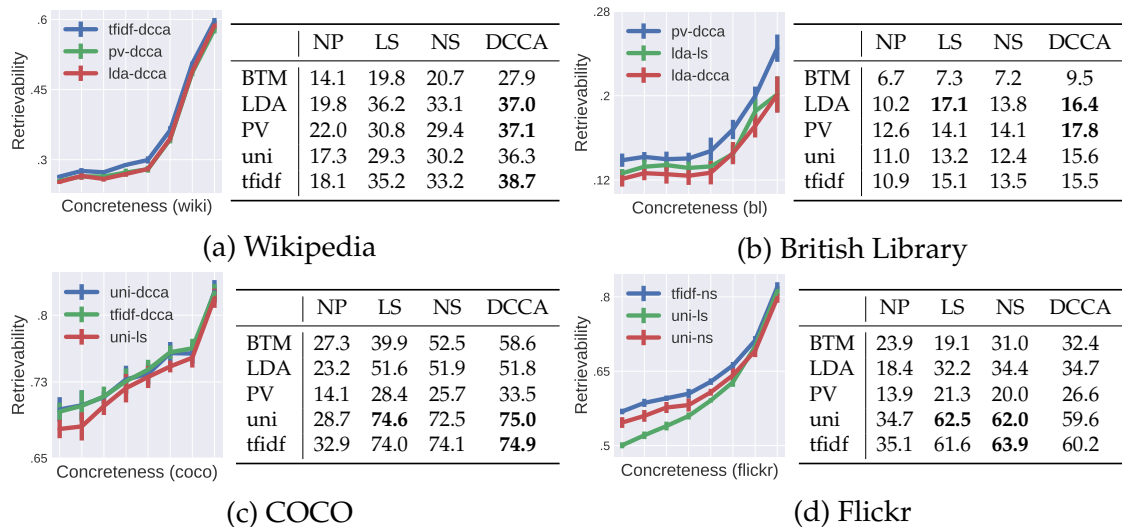 .6
.45
.3
Retrievability
tfidf-dcca
pv-dcca
lda-dcca
Concreteness (wiki)
NP LS NS DCCA
BTM 14.1 19.8 20.7 27.9
LDA 19.8 36.2 33.1 37.0
PV 22.0 30.8 29.4 37.1
uni 17.3 29.3 30.2 36.3
tfidf 18.1 35.2 33.2 38.7
(a) Wikipedia
.28
.2
.12
Retrievability
pv-dcca
lda-ls
lda-dcca
Concreteness (bl)
NP LS NS DCCA
BTM 6.7 7.3 7.2 9.5
LDA 10.2 17.1 13.8 16.4
PV 12.6 14.1 14.1 17.8
uni 11.0 13.2 12.4 15.6
tfidf 10.9 15.1 13.5 15.5
(b) British Library
.8
.73
.65
Retrievability
uni-dcca
tfidf-dcca
uni-ls
Concreteness (coco)
NP LS NS DCCA
BTM 27.3 39.9 52.5 58.6
LDA 23.2 51.6 51.9 51.8
PV 14.1 28.4 25.7 33.5
uni 28.7 74.6 72.5 75.0
tfidf 32.9 74.0 74.1 74.9
(c) COCO
.8
.65
.5
Retrievability
tfidf-ns
uni-ls
uni-ns
Concreteness (flickr)
NP LS NS DCCA
BTM 23.9 19.1 31.0 32.4
LDA 18.4 32.2 34.4 34.7
PV 13.9 21.3 20.0 26.6
uni 34.7 62.5 62.0 59.6
tfidf 35.1 61.6 63.9 60.2
(d) Flickr